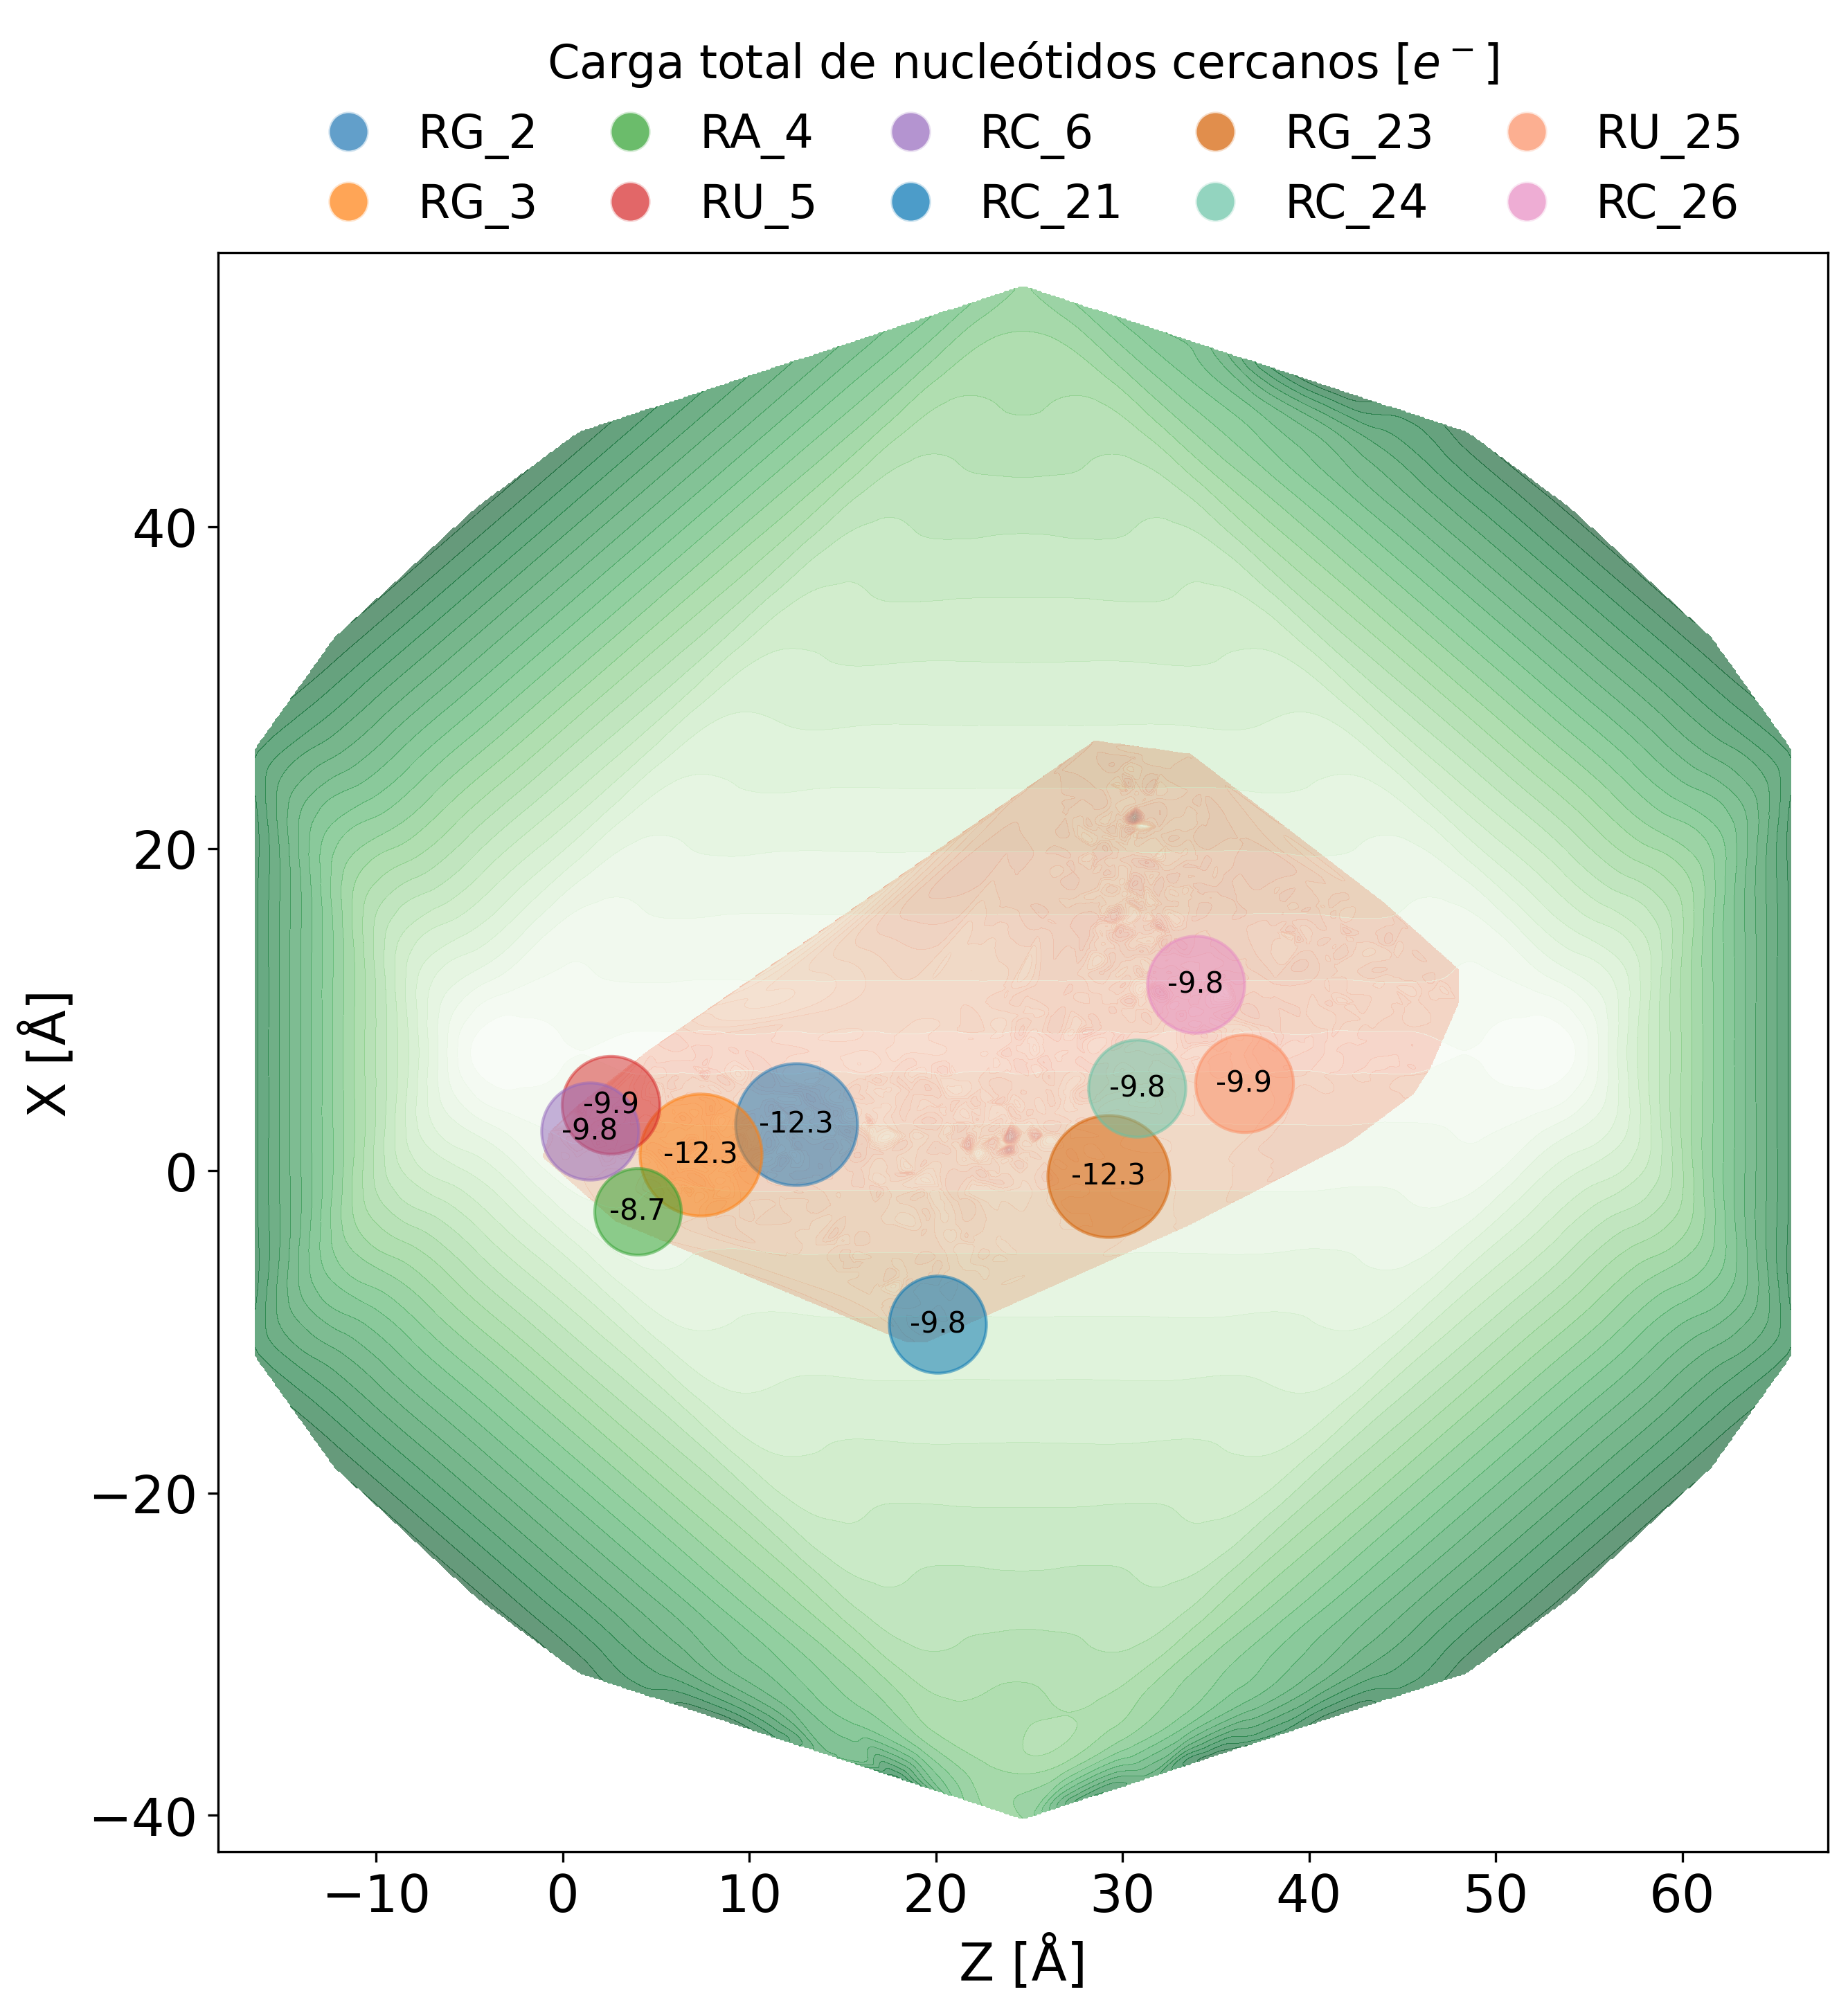 Carga total de nucleótidos cercanos [e⁻]
RG_2 RA_4 RC_6 RG_23 RU_25
RG_3 RU_5 RC_21 RC_24 RC_26
40
20
0
−20
−40
X [Å]
-9.8
-9.9
-9.8
-9.9
-9.8
-12.3
-12.3
-12.3
-8.7
-9.8
−10 0 10 20 30 40 50 60
Z [Å]